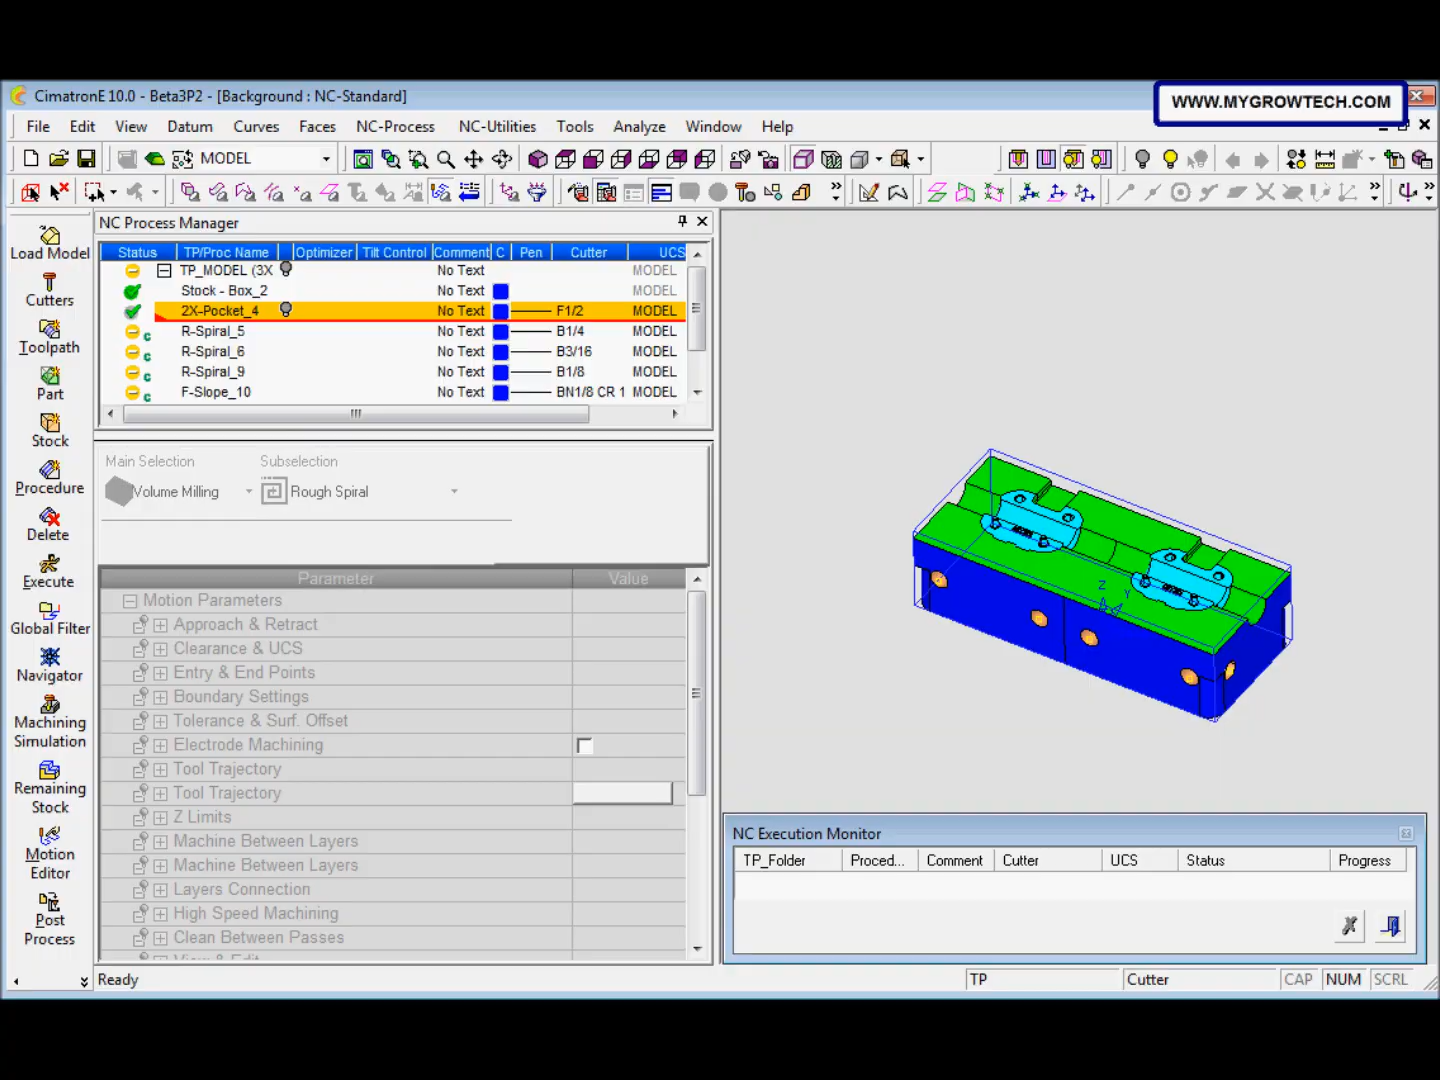 CimatronE 10.0 - Beta3P2 - [Background : NC-Standard]
WWW.MYGROWTECH.COM
File Edit View Datum Curves Faces NC-Process NC-Utilities Tools Analyze Window Help
MODEL
Load Model
Cutters
Toolpath
Part
Stock
Procedure
Delete
Execute
Global Filter
Navigator
Machining
Simulation
Remaining
Stock
Motion
Editor
Post
Process
NC Process Manager
Status TP/Proc Name Optimizer Tilt Control Comment C Pen Cutter UCS
TP_MODEL (3X No Text MODEL
Stock - Box_2 No Text MODEL
2X-Pocket_4 No Text F1/2 MODEL
R-Spiral_5 No Text B1/4 MODEL
R-Spiral_6 No Text B3/16 MODEL
R-Spiral_9 No Text B1/8 MODEL
F-Slope_10 No Text BN1/8 CR 1 MODEL
Main Selection Subselection
Volume Milling Rough Spiral
Parameter Value
Motion Parameters
Approach & Retract
Clearance & UCS
Entry & End Points
Boundary Settings
Tolerance & Surf. Offset
Electrode Machining
Tool Trajectory
Tool Trajectory
Z Limits
Machine Between Layers
Machine Between Layers
Layers Connection
High Speed Machining
Clean Between Passes
View & Edit
Z
Y
NC Execution Monitor
TP_Folder Proced... Comment Cutter UCS Status Progress
Ready TP Cutter CAP NUM SCRL